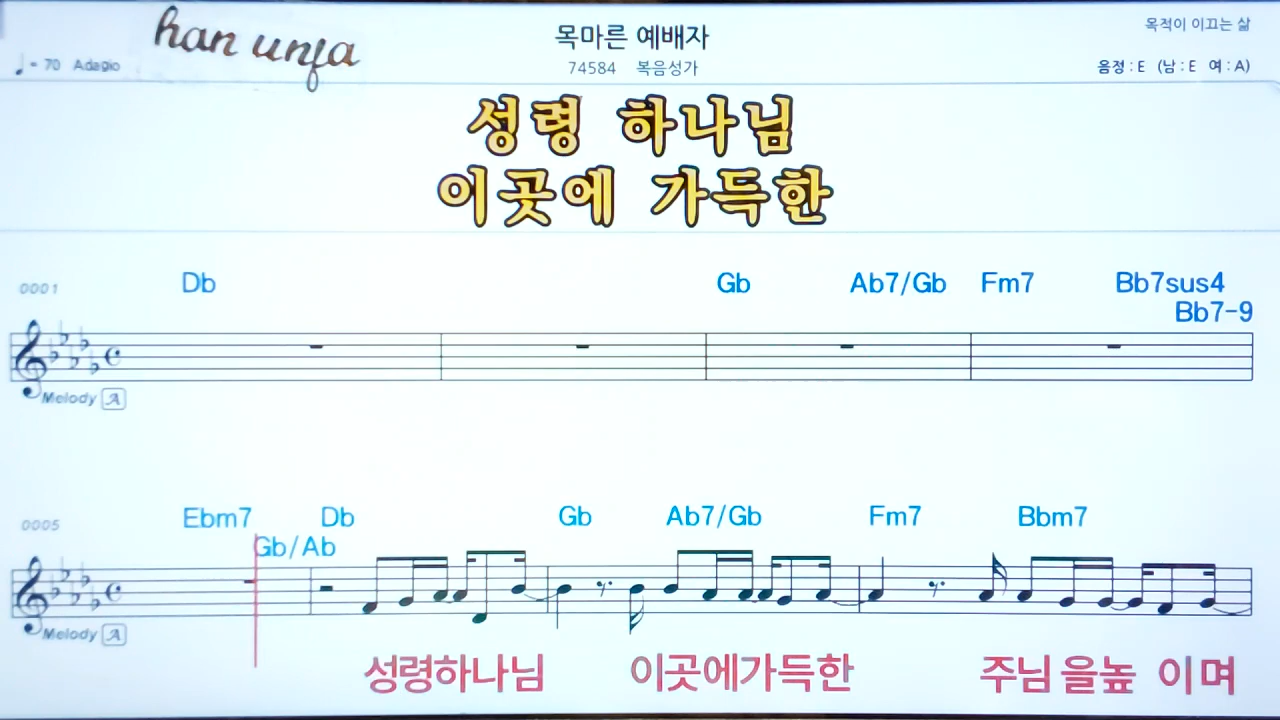 han unfa
목마른 예배자
목적이 이끄는 삶
♩= 70 Adagio
74584 복음성가
음정 : E (남 : E 여 : A)
성령 하나님
이곳에 가득한
0001 Db Gb Ab7/Gb Fm7 Bb7sus4
Bb7-9
Melody A
0005 Ebm7 Db Gb Ab7/Gb Fm7 Bbm7
Gb/Ab
Melody A
성령하나님 이곳에가득한 주님을높 이며